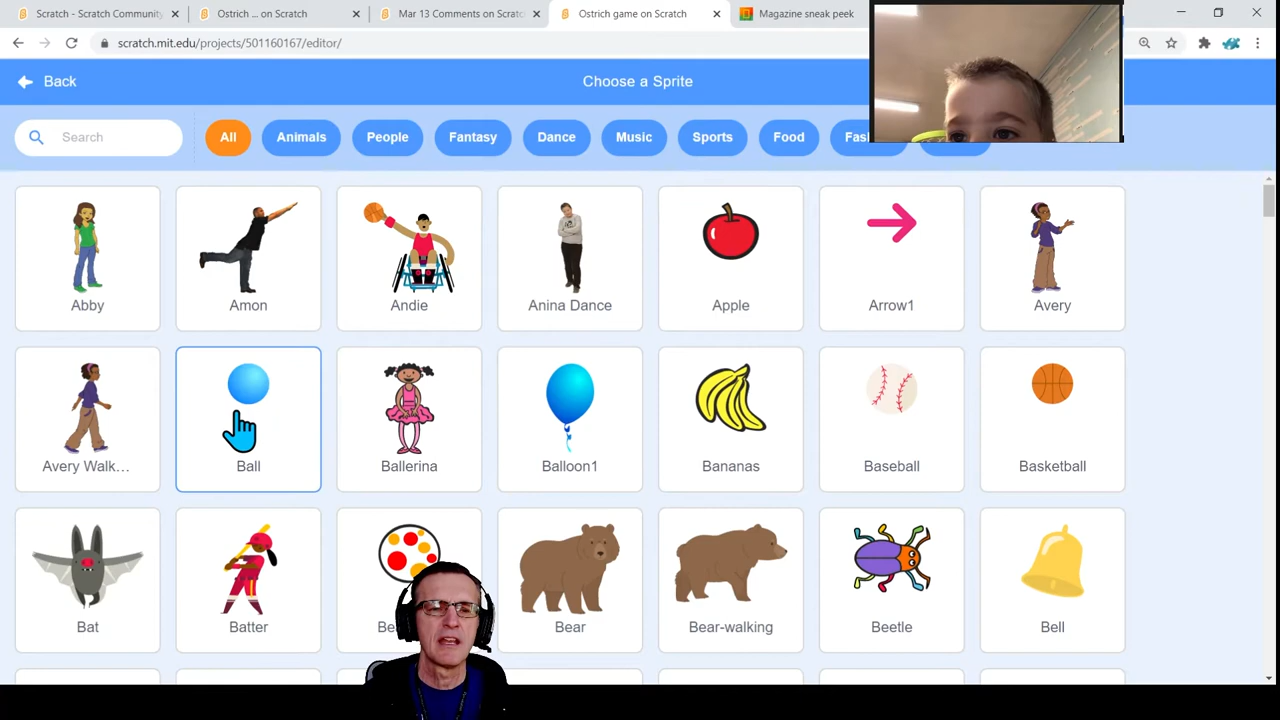 Scratch - Scratch Community
Ostrich ... on Scratch
Mar 13 Comments on Scratch
Ostrich game on Scratch
Magazine sneak peek
scratch.mit.edu/projects/501160167/editor/
Back
Choose a Sprite
Search
All
Animals
People
Fantasy
Dance
Music
Sports
Food
Abby
Amon
Andie
Anina Dance
Apple
Arrow1
Avery
Avery Walk...
Ball
Ballerina
Balloon1
Bananas
Baseball
Basketball
Bat
Batter
Bear
Bear-walking
Beetle
Bell